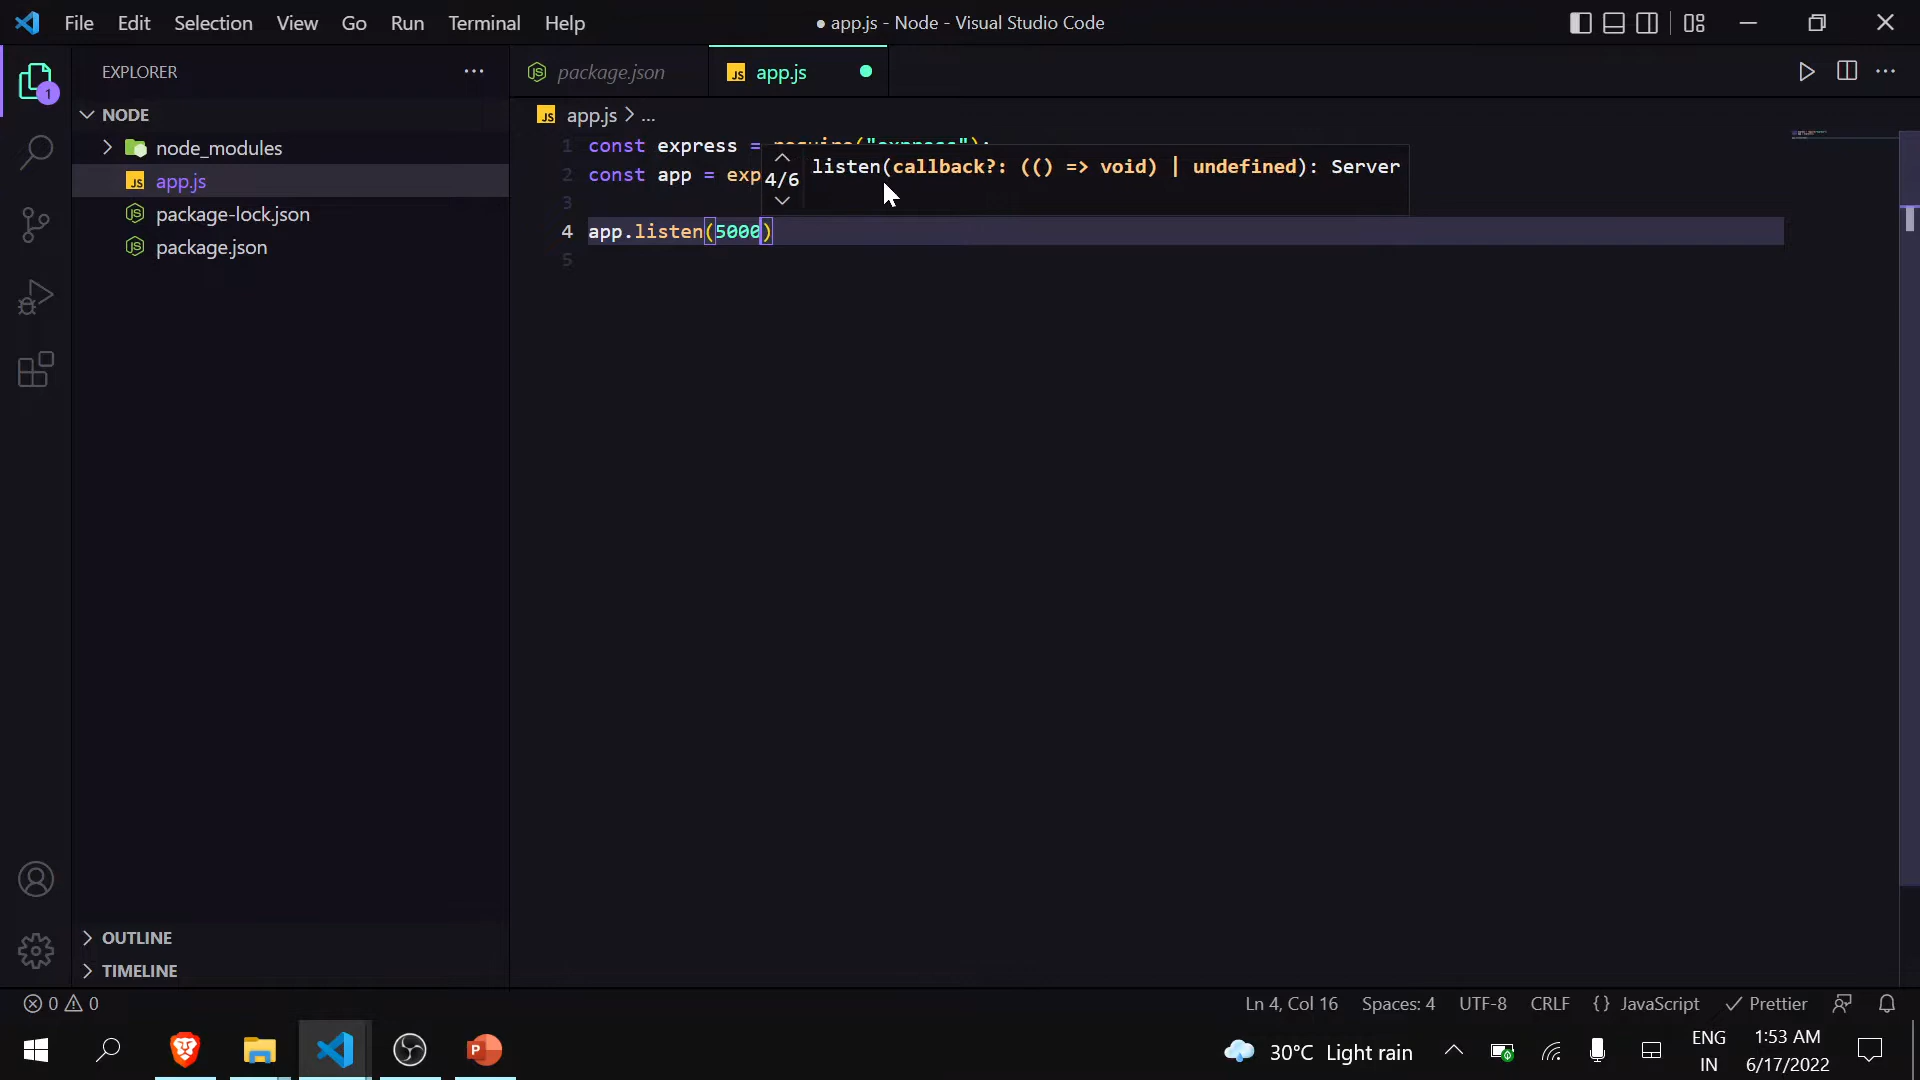 File Edit Selection View Go Run Terminal Help
● app.js - Node - Visual Studio Code
EXPLORER
NODE
node_modules
app.js
package-lock.json
package.json
OUTLINE
TIMELINE
package.json
app.js
app.js > ...
1 const express = require("express");
2 const app = exp
3
4 app.listen(5000)
5
4/6
listen(callback?: (() => void) | undefined): Server
1
0 0
Ln 4, Col 16 Spaces: 4 UTF-8 CRLF {} JavaScript Prettier
30°C Light rain
ENG
IN
1:53 AM
6/17/2022